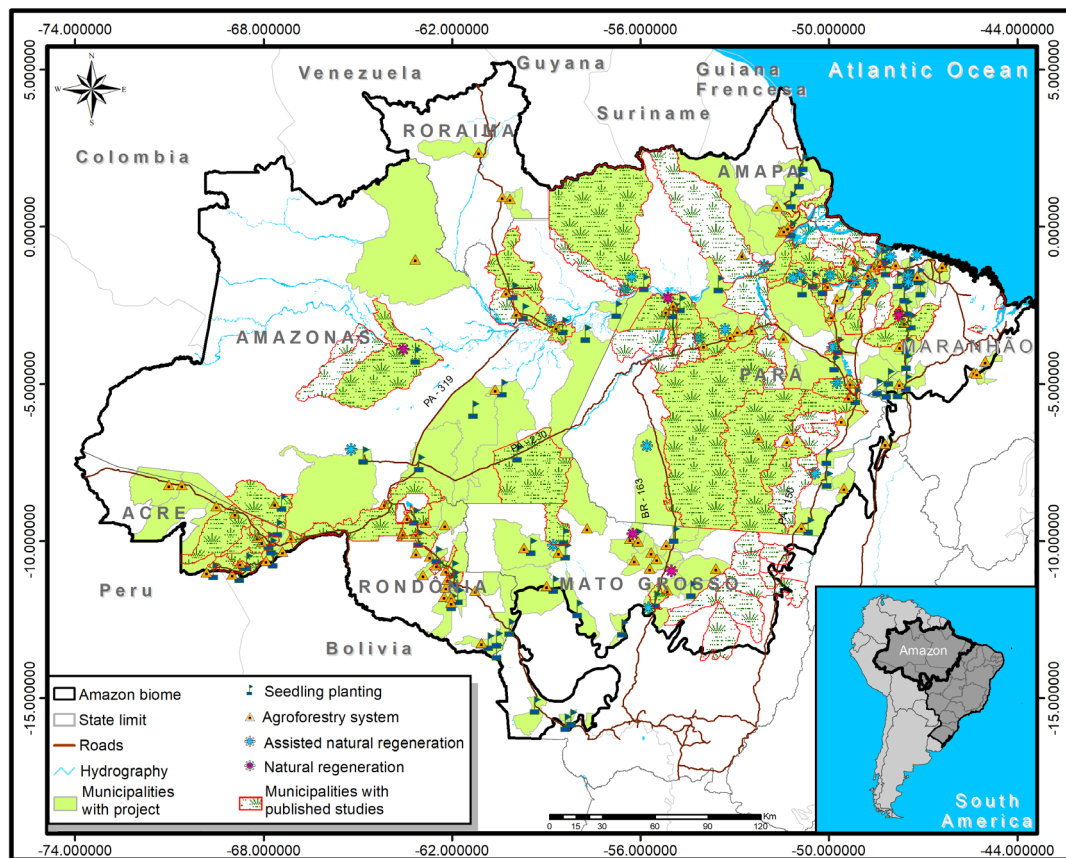 -74.000000
-68.000000
-62.000000
-56.000000
-50.000000
-44.000000
5.000000
0.000000
-5.000000
-10.000000
-15.000000
N
W
E
S
Venezuela
Guyana
Guiana
Frencesa
Atlantic Ocean
Suriname
Colombia
RORAIMA
AMAPA
AMAZONAS
MARANHÃO
PARÁ
PA - 319
PA - 230
BR - 163
PA - 150
ACRE
RONDÔNIA
MATO GROSSO
Peru
Bolivia
Amazon biome
State limit
Roads
Hydrography
Municipalities
with project
Seedling planting
Agroforestry system
Assisted natural regeneration
Natural regeneration
Municipalities with
published studies
Km
0 15 30 60 90 120
Amazon
South
America
5.000000
0.000000
-5.000000
-10.000000
-15.000000
-74.000000
-68.000000
-62.000000
-56.000000
-50.000000
-44.000000